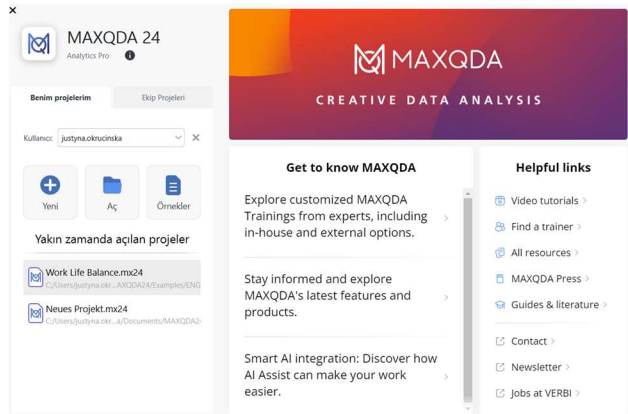 MAXQDA 24
Analytics Pro
Benim projelerim
Ekip Projeleri
Kullanıcı:
justyna.okrucinska
Yeni
Aç
Örnekler
Yakın zamanda açılan projeler
Work Life Balance.mx24
C:/Users/justyna.okr...AXQDA24/Examples/ENG
Neues Projekt.mx24
C:/Users/justyna.okr...a/Documents/MAXQDA2
MAXQDA
CREATIVE DATA ANALYSIS
Get to know MAXQDA
Explore customized MAXQDA
Trainings from experts, including
in-house and external options.
Stay informed and explore
MAXQDA's latest features and
products.
Smart AI integration: Discover how
AI Assist can make your work
easier.
Helpful links
Video tutorials
Find a trainer
All resources
MAXQDA Press
Guides & literature
Contact
Newsletter
Jobs at VERBI